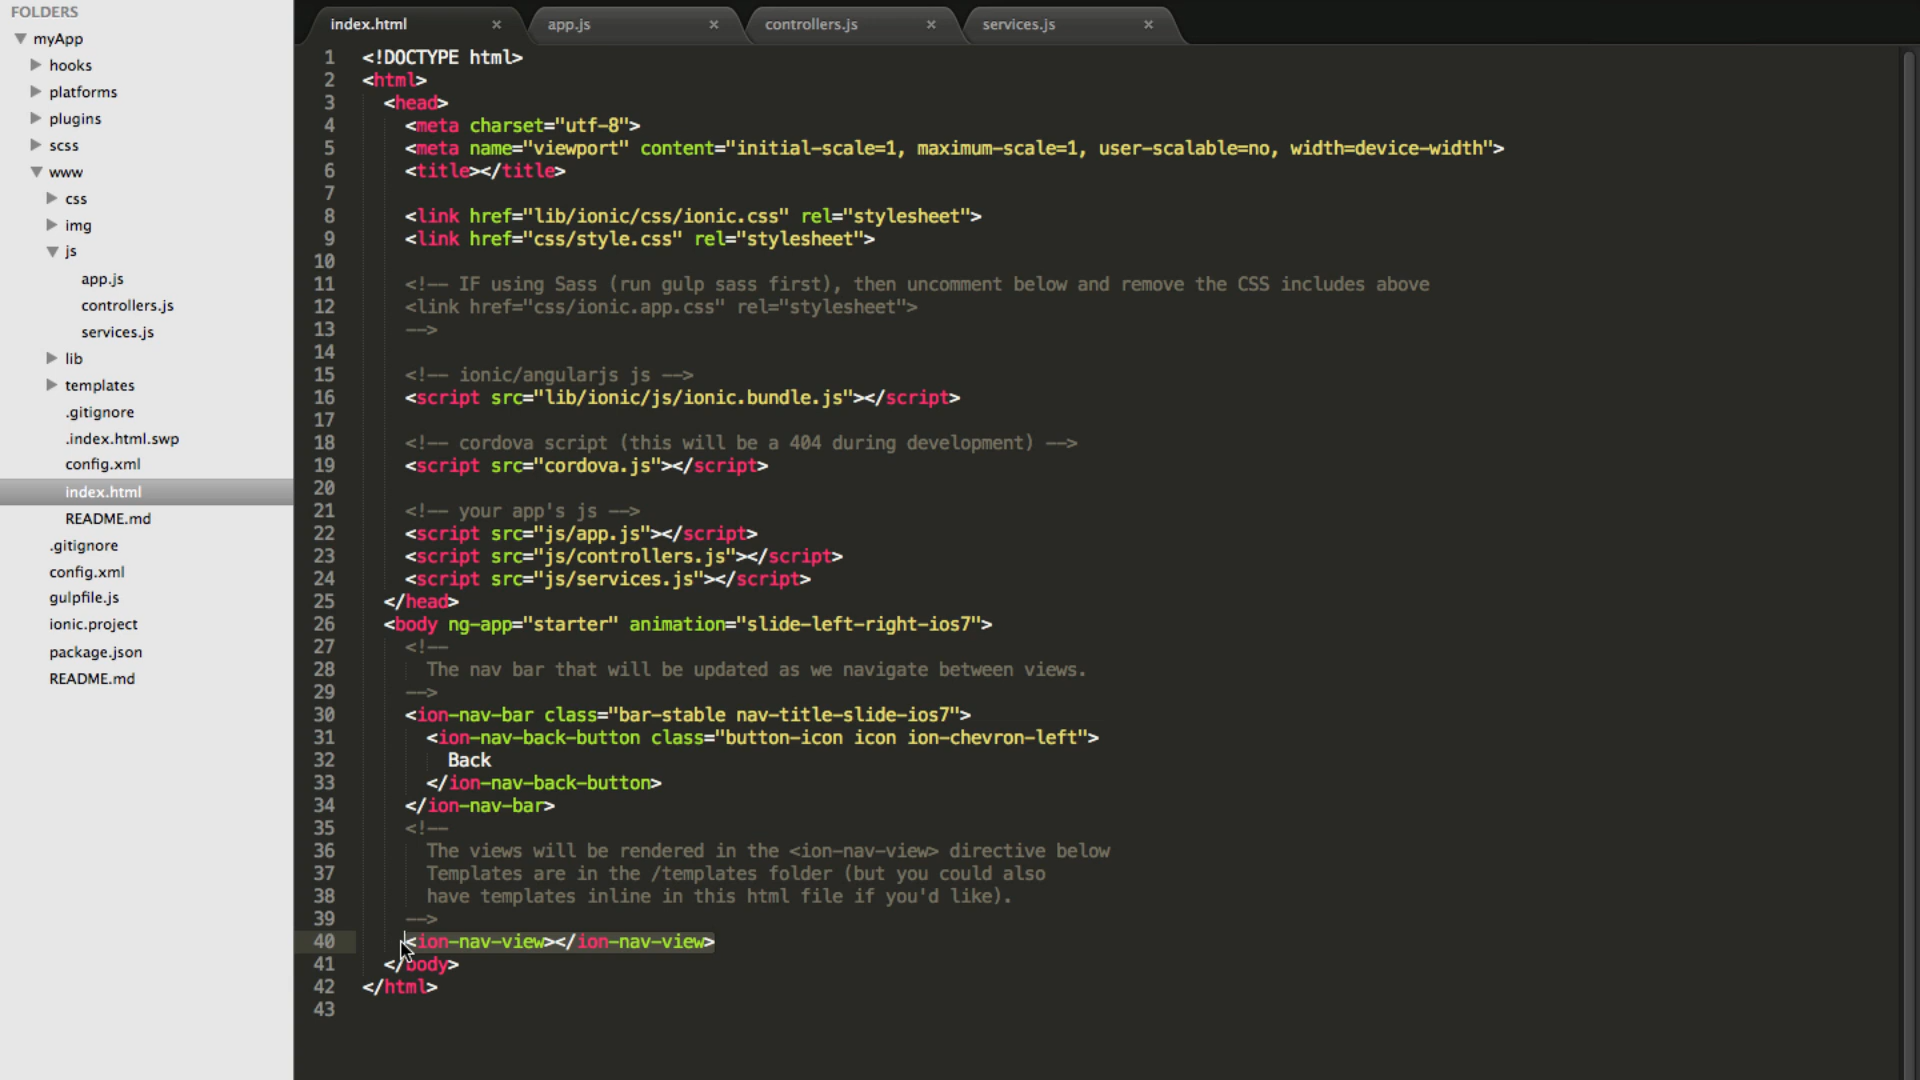 FOLDERS
myApp
hooks
platforms
plugins
scss
www
css
img
js
app.js
controllers.js
services.js
lib
templates
.gitignore
.index.html.swp
config.xml
index.html
README.md
.gitignore
config.xml
gulpfile.js
ionic.project
package.json
README.md
index.html × app.js × controllers.js × services.js ×
1 <!DOCTYPE html>
2 <html>
3 <head>
4 <meta charset="utf-8">
5 <meta name="viewport" content="initial-scale=1, maximum-scale=1, user-scalable=no, width=device-width">
6 <title></title>
7
8 <link href="lib/ionic/css/ionic.css" rel="stylesheet">
9 <link href="css/style.css" rel="stylesheet">
10
11 <!-- IF using Sass (run gulp sass first), then uncomment below and remove the CSS includes above
12 <link href="css/ionic.app.css" rel="stylesheet">
13 -->
14
15 <!-- ionic/angularjs js -->
16 <script src="lib/ionic/js/ionic.bundle.js"></script>
17
18 <!-- cordova script (this will be a 404 during development) -->
19 <script src="cordova.js"></script>
20
21 <!-- your app's js -->
22 <script src="js/app.js"></script>
23 <script src="js/controllers.js"></script>
24 <script src="js/services.js"></script>
25 </head>
26 <body ng-app="starter" animation="slide-left-right-ios7">
27 <!--
28 The nav bar that will be updated as we navigate between views.
29 -->
30 <ion-nav-bar class="bar-stable nav-title-slide-ios7">
31 <ion-nav-back-button class="button-icon icon ion-chevron-left">
32 Back
33 </ion-nav-back-button>
34 </ion-nav-bar>
35 <!--
36 The views will be rendered in the <ion-nav-view> directive below
37 Templates are in the /templates folder (but you could also
38 have templates inline in this html file if you'd like).
39 -->
40 <ion-nav-view></ion-nav-view>
41 </body>
42 </html>
43